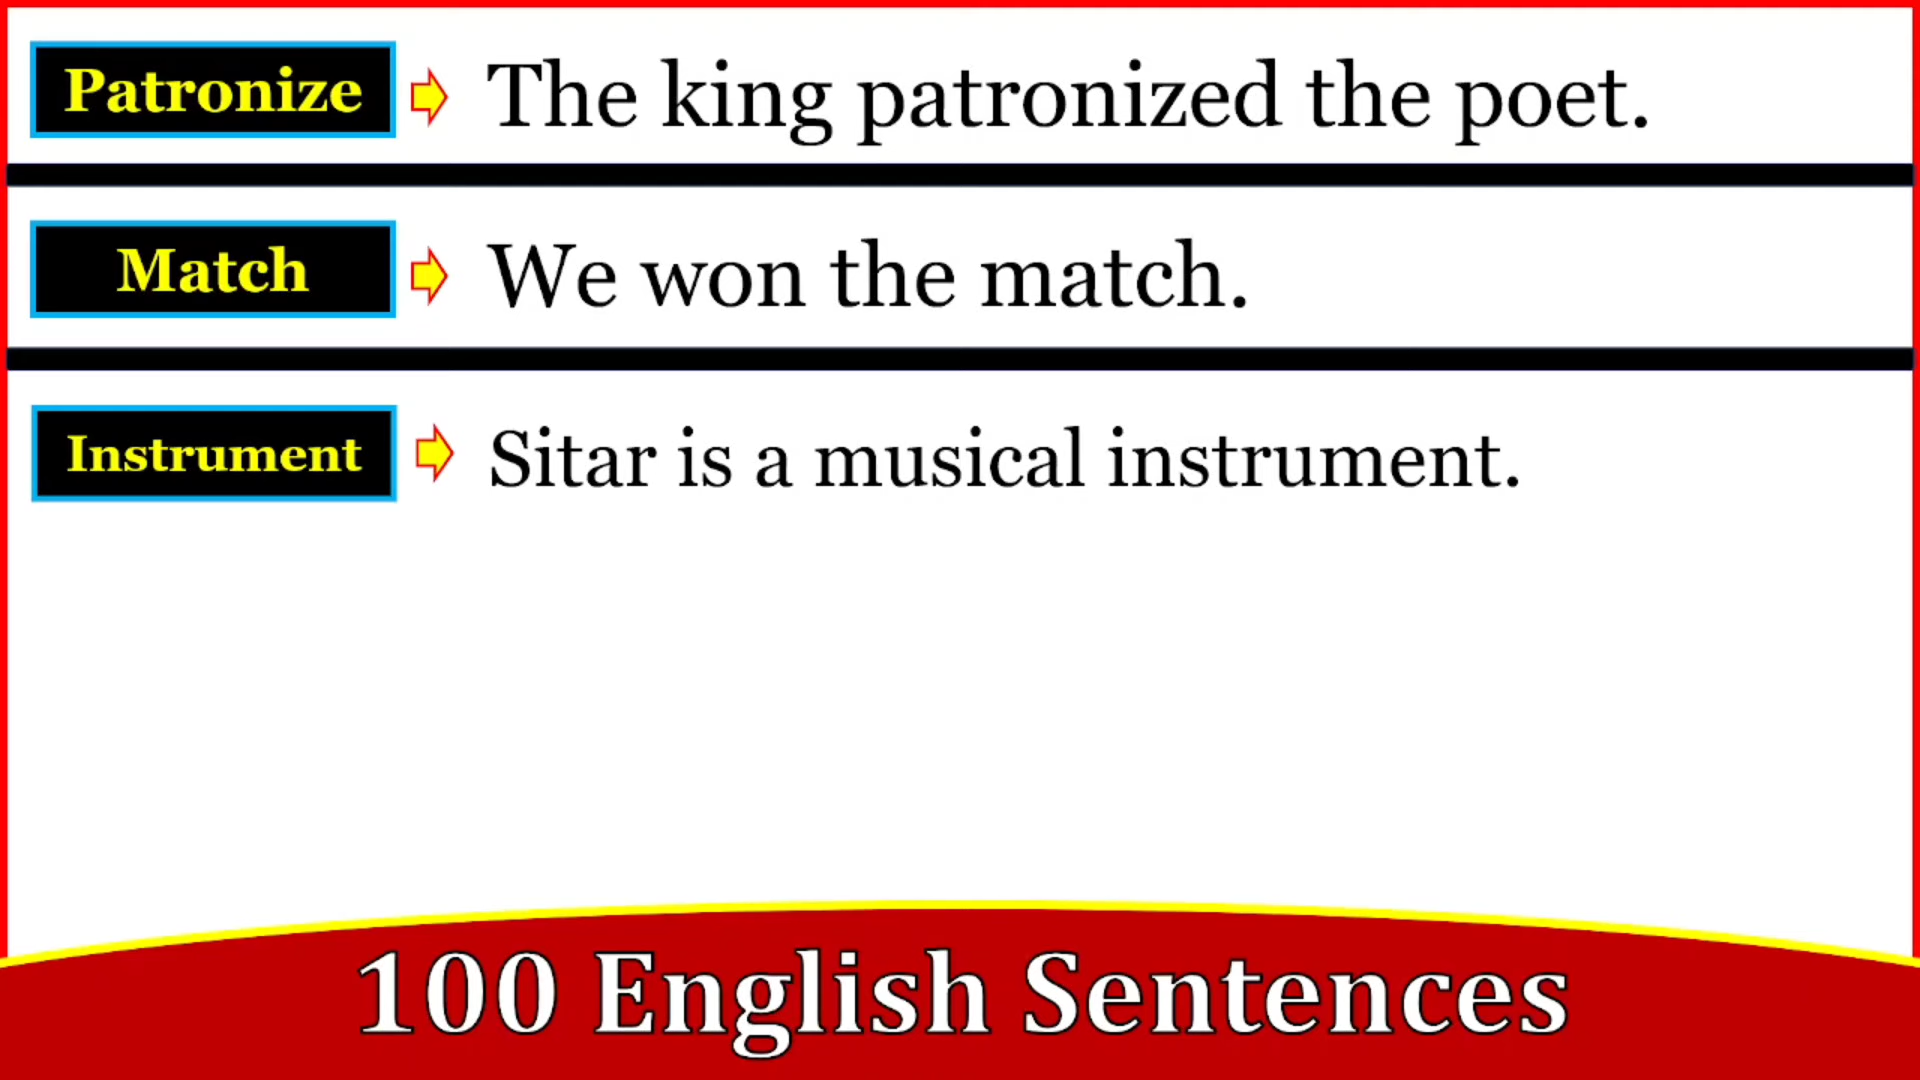 Patronize The king patronized the poet.
Match We won the match.
Instrument Sitar is a musical instrument.
100 English Sentences